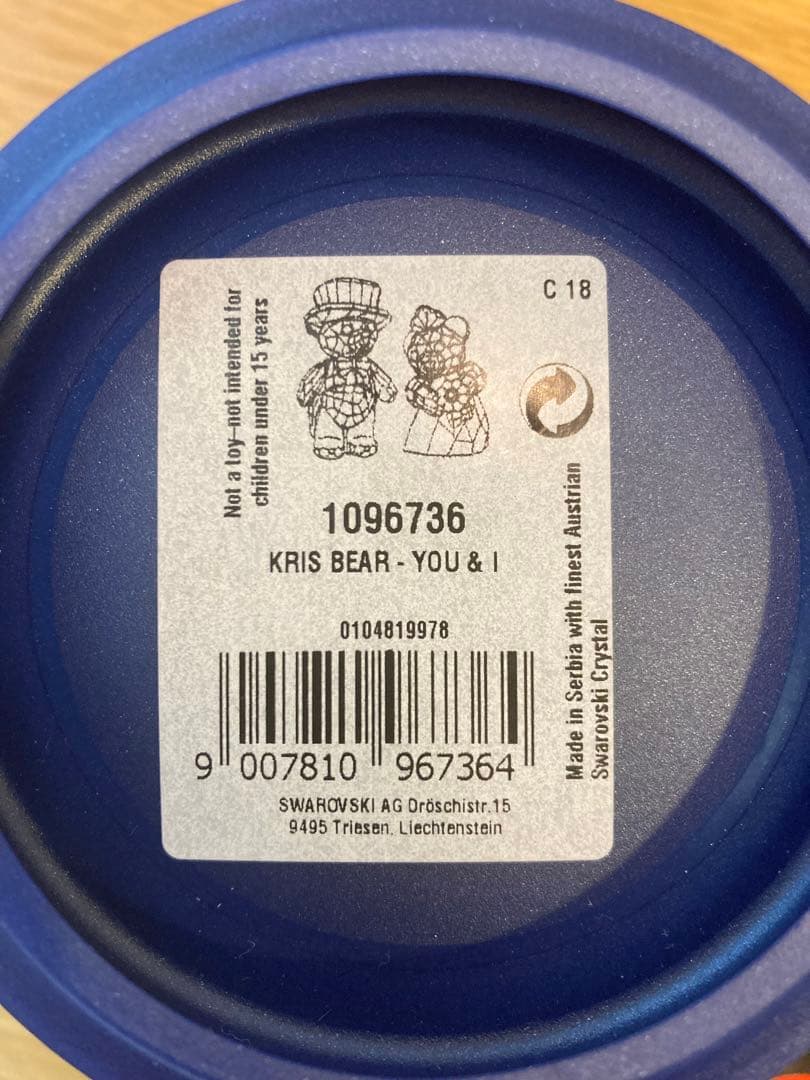 C 18
Not a toy-not intended for
children under 15 years
1096736
KRIS BEAR - YOU & I
0104819978
9 007810 967364
Made in Serbia with finest Austrian
Swarovski Crystal
SWAROVSKI AG Dröschistr.15
9495 Triesen, Liechtenstein